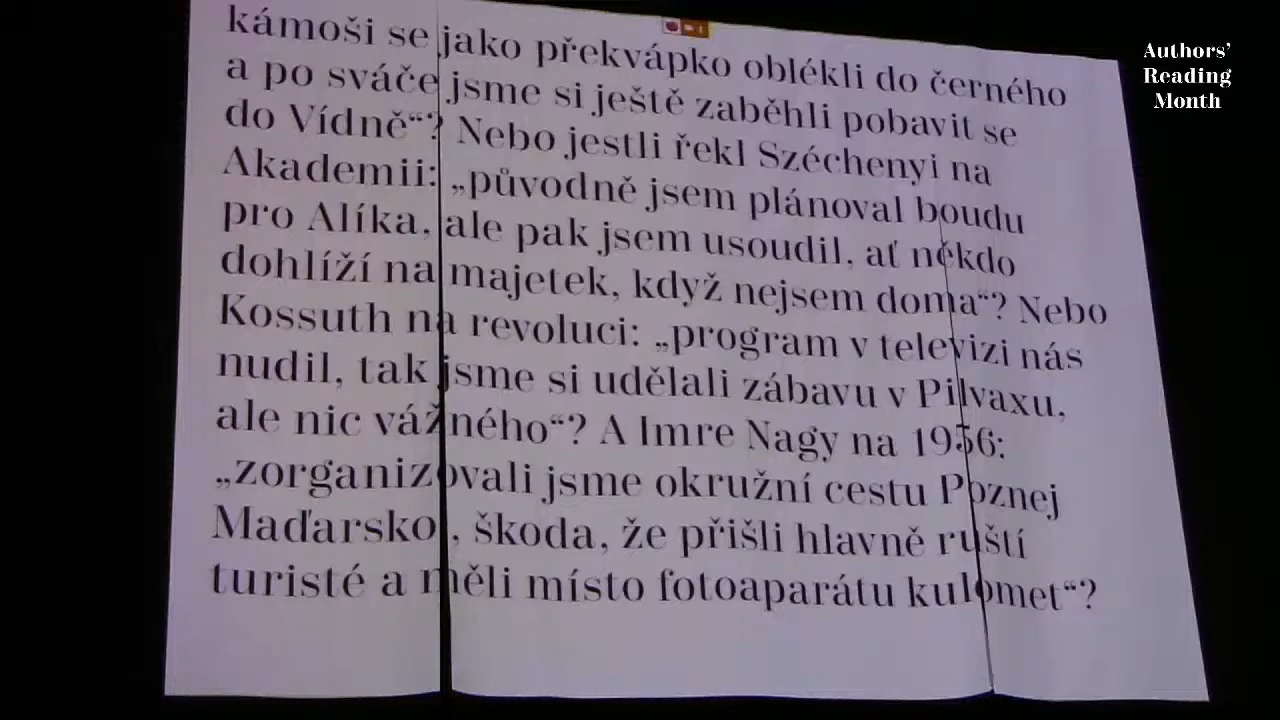 kámoši se jako překvápko oblékli do černého
a po sváče jsme si ještě zaběhli pobavit se
do Vídně“? Nebo jestli řekl Széchenyi na
Akademii: „původně jsem plánoval boudu
pro Alíka, ale pak jsem usoudil, ať někdo
dohlíží na majetek, když nejsem doma“? Nebo
Kossuth na revoluci: „program v televizi nás
nudil, tak jsme si udělali zábavu v Pilvaxu,
ale nic vážného“? A Imre Nagy na 1956:
„zorganizovali jsme okružní cestu Poznej
Maďarsko‚, škoda, že přišli hlavně ruští
turisté a měli místo fotoaparátu kulomet“?
Authors’
Reading
Month